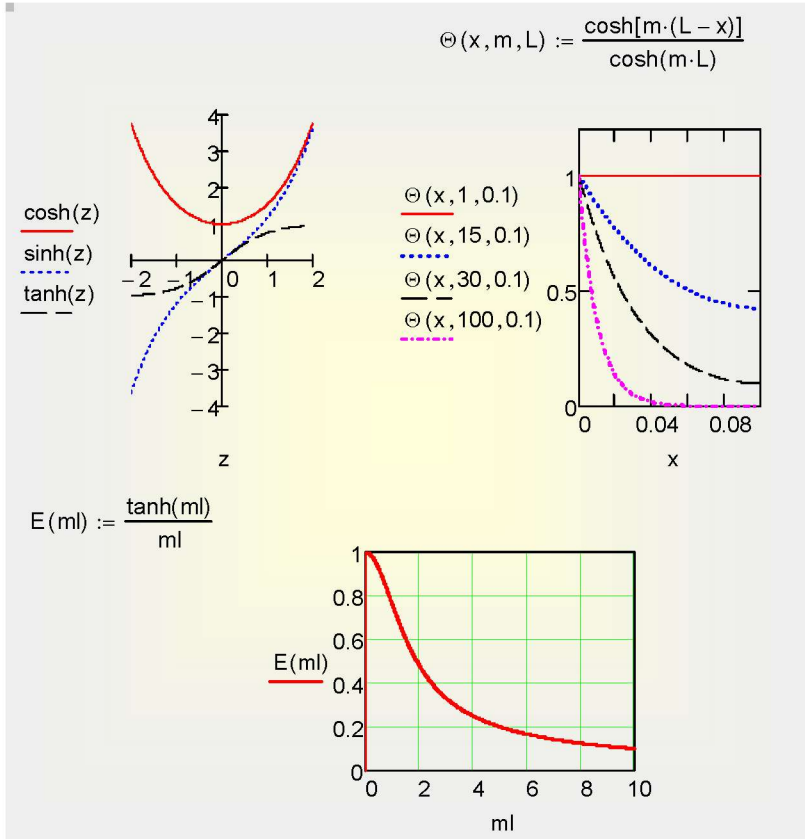 Θ(x,m,L) := cosh[m·(L − x)] / cosh(m·L)
4
3
2
1
−2 −1 0 1 2
−1
−2
−3
−4
cosh(z)
sinh(z)
tanh(z)
z
Θ(x,1,0.1)
Θ(x,15,0.1)
Θ(x,30,0.1)
Θ(x,100,0.1)
1
0.5
0
0 0.04 0.08
x
E(ml) := tanh(ml) / ml
E(ml)
1
0.8
0.6
0.4
0.2
0
0 2 4 6 8 10
ml